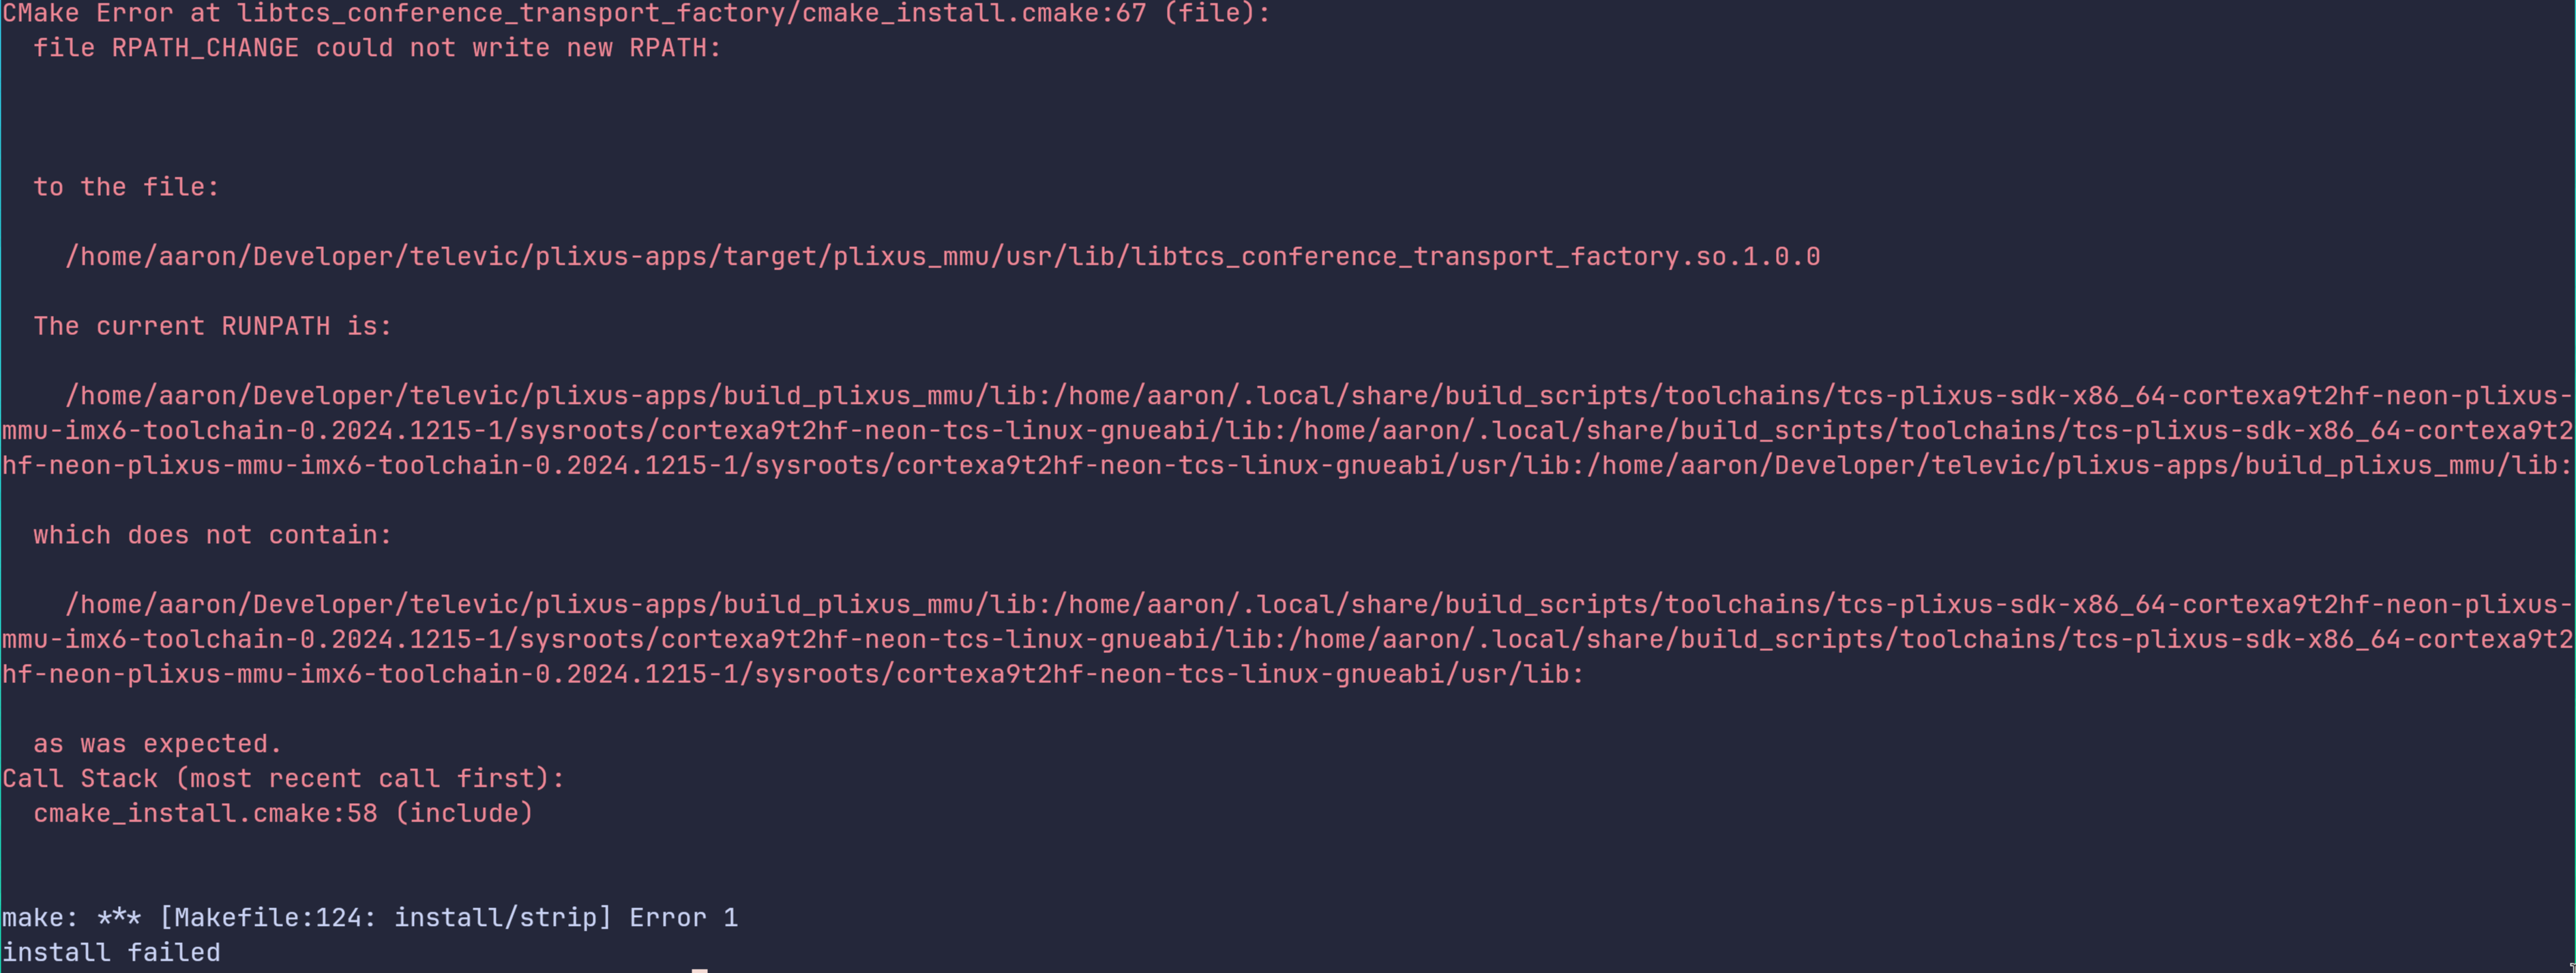 CMake Error at libtcs_conference_transport_factory/cmake_install.cmake:67 (file):
  file RPATH_CHANGE could not write new RPATH:
  to the file:
    /home/aaron/Developer/televic/plixus-apps/target/plixus_mmu/usr/lib/libtcs_conference_transport_factory.so.1.0.0
  The current RUNPATH is:
    /home/aaron/Developer/televic/plixus-apps/build_plixus_mmu/lib:/home/aaron/.local/share/build_scripts/toolchains/tcs-plixus-sdk-x86_64-cortexa9t2hf-neon-plixus-
mmu-imx6-toolchain-0.2024.1215-1/sysroots/cortexa9t2hf-neon-tcs-linux-gnueabi/lib:/home/aaron/.local/share/build_scripts/toolchains/tcs-plixus-sdk-x86_64-cortexa9t2
hf-neon-plixus-mmu-imx6-toolchain-0.2024.1215-1/sysroots/cortexa9t2hf-neon-tcs-linux-gnueabi/usr/lib:/home/aaron/Developer/televic/plixus-apps/build_plixus_mmu/lib:
  which does not contain:
    /home/aaron/Developer/televic/plixus-apps/build_plixus_mmu/lib:/home/aaron/.local/share/build_scripts/toolchains/tcs-plixus-sdk-x86_64-cortexa9t2hf-neon-plixus-
mmu-imx6-toolchain-0.2024.1215-1/sysroots/cortexa9t2hf-neon-tcs-linux-gnueabi/lib:/home/aaron/.local/share/build_scripts/toolchains/tcs-plixus-sdk-x86_64-cortexa9t2
hf-neon-plixus-mmu-imx6-toolchain-0.2024.1215-1/sysroots/cortexa9t2hf-neon-tcs-linux-gnueabi/usr/lib:
  as was expected.
Call Stack (most recent call first):
  cmake_install.cmake:58 (include)
make: *** [Makefile:124: install/strip] Error 1
install failed